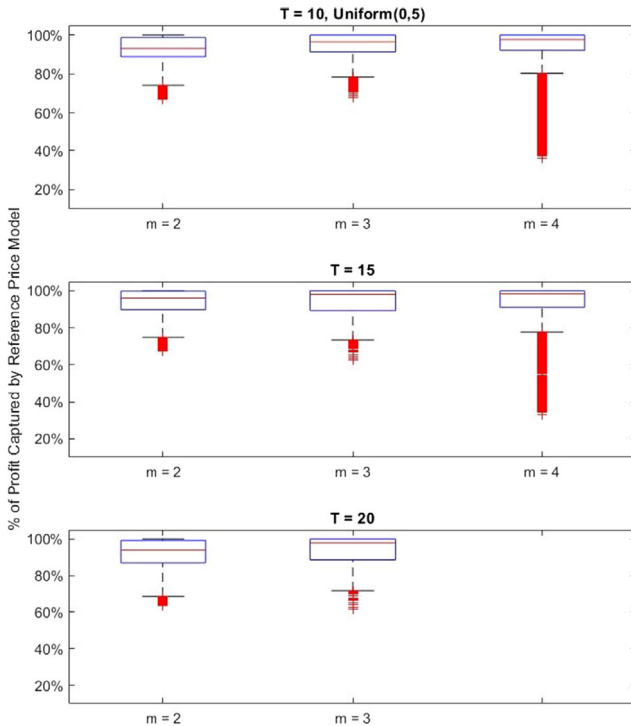 % of Profit Captured by Reference Price Model
T = 10, Uniform(0,5)
100%
80%
60%
40%
20%
m = 2 m = 3 m = 4
T = 15
100%
80%
60%
40%
20%
m = 2 m = 3 m = 4
T = 20
100%
80%
60%
40%
20%
m = 2 m = 3